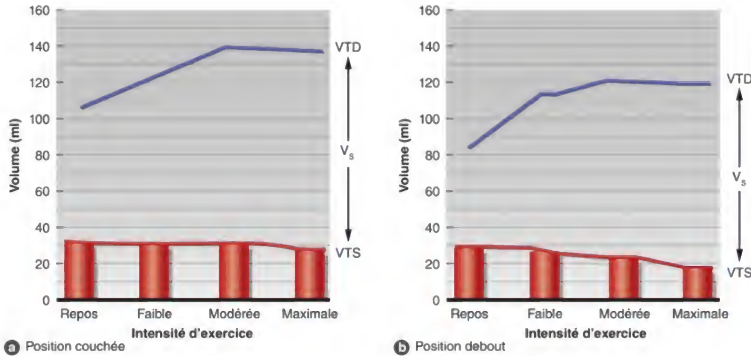 160
140
120
100
80
60
40
20
0
Volume (ml)
VTD
Vs
VTS
Repos Faible Modérée Maximale
Intensité d'exercice
a Position couchée
160
140
120
100
80
60
40
20
0
Volume (ml)
VTD
Vs
VTS
Repos Faible Modérée Maximale
Intensité d'exercice
b Position debout